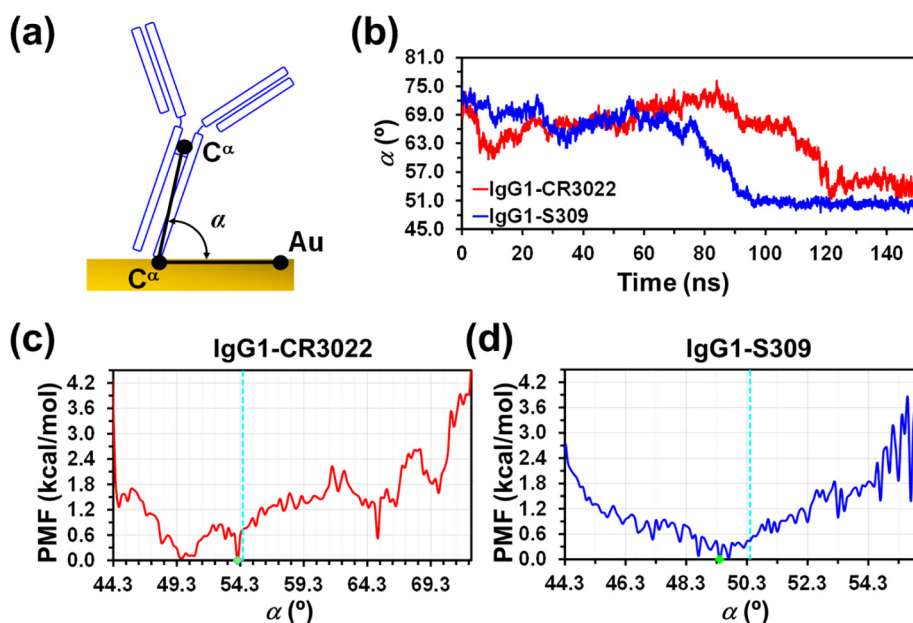 (a)
Cα
α
Au
Cα
(b)
α (º)
81.0
75.0
69.0
63.0
57.0
51.0
45.0
IgG1-CR3022
IgG1-S309
0 20 40 60 80 100 120 140
Time (ns)
(c)
IgG1-CR3022
PMF (kcal/mol)
4.2
3.6
3.0
2.4
1.8
1.2
0.6
0.0
44.3 49.3 54.3 59.3 64.3 69.3
α (º)
(d)
IgG1-S309
PMF (kcal/mol)
4.2
3.6
3.0
2.4
1.8
1.2
0.6
0.0
44.3 46.3 48.3 50.3 52.3 54.3
α (º)